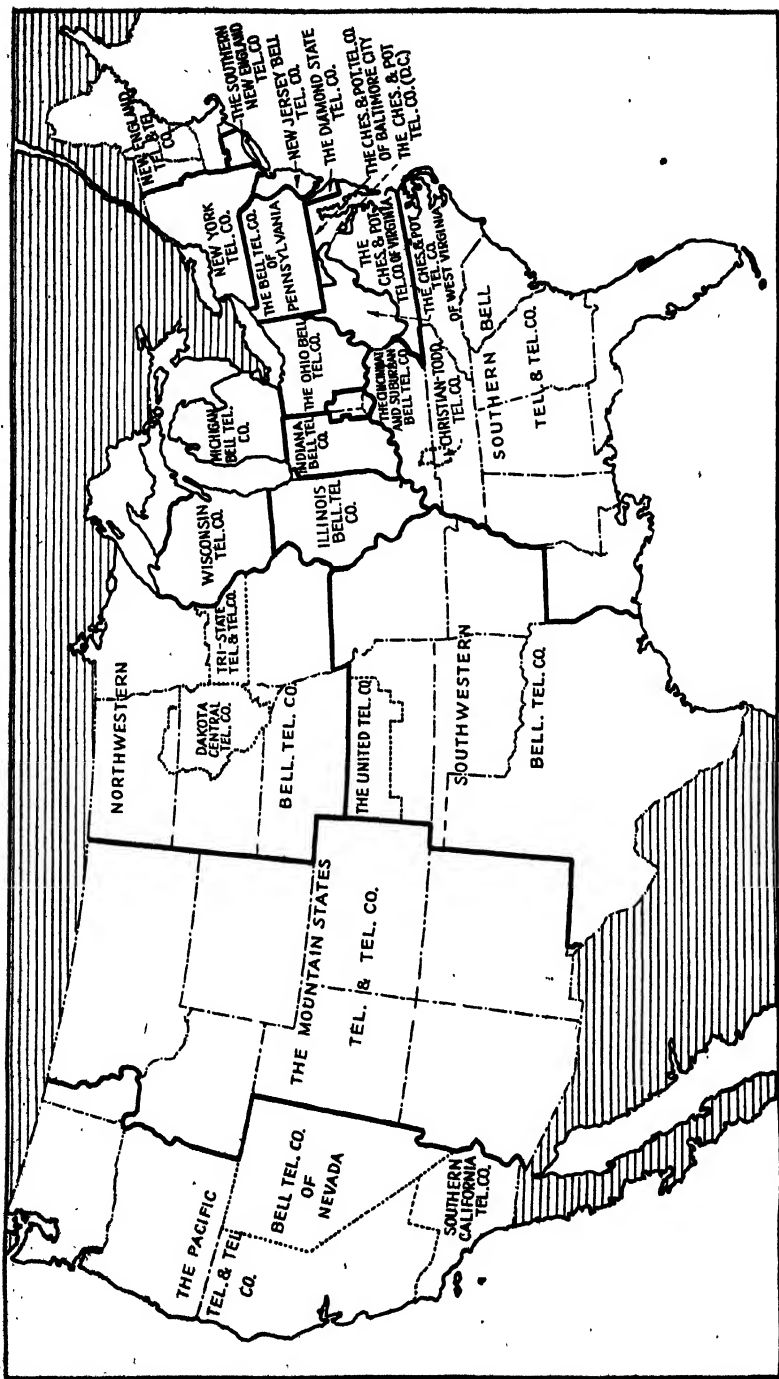 NEW ENGLAND
TEL. & TEL.
CO.
THE SOUTHERN
NEW ENGLAND
TEL. CO
NEW JERSEY BELL
TEL. CO.
THE DIAMOND STATE
TEL. CO.
THE CHES. & POT. TEL. CO.
OF BALTIMORE CITY
THE CHES. & POT
TEL. CO. (D.C.)
NEW YORK
TEL. CO.
THE BELL TEL. CO.
OF
PENNSYLVANIA
THE
CHES. & POT.
TEL. CO. OF VIRGINIA
THE CHES. & POT.
TEL. CO.
OF WEST VIRGINIA
THE OHIO BELL
TEL. CO.
THE CINCINNATI
AND SUBURBAN
BELL TEL. CO.
CHRISTIAN-TODD
TEL. CO.
SOUTHERN BELL
TEL. & TEL. CO.
MICHIGAN
BELL TEL.
CO.
INDIANA
BELL TEL
CO.
WISCONSIN
TEL. CO.
ILLINOIS
BELL TEL
CO.
NORTHWESTERN
BELL. TEL. CO.
TRI-STATE
TEL. & TEL. CO.
DAKOTA
CENTRAL
TEL. CO.
THE UNITED TEL. CO.
SOUTHWESTERN
BELL. TEL. CO.
THE MOUNTAIN STATES
TEL. & TEL. CO.
THE PACIFIC
TEL. & TEL
CO.
BELL TEL. CO.
OF
NEVADA
SOUTHERN
CALIFORNIA
TEL. CO.